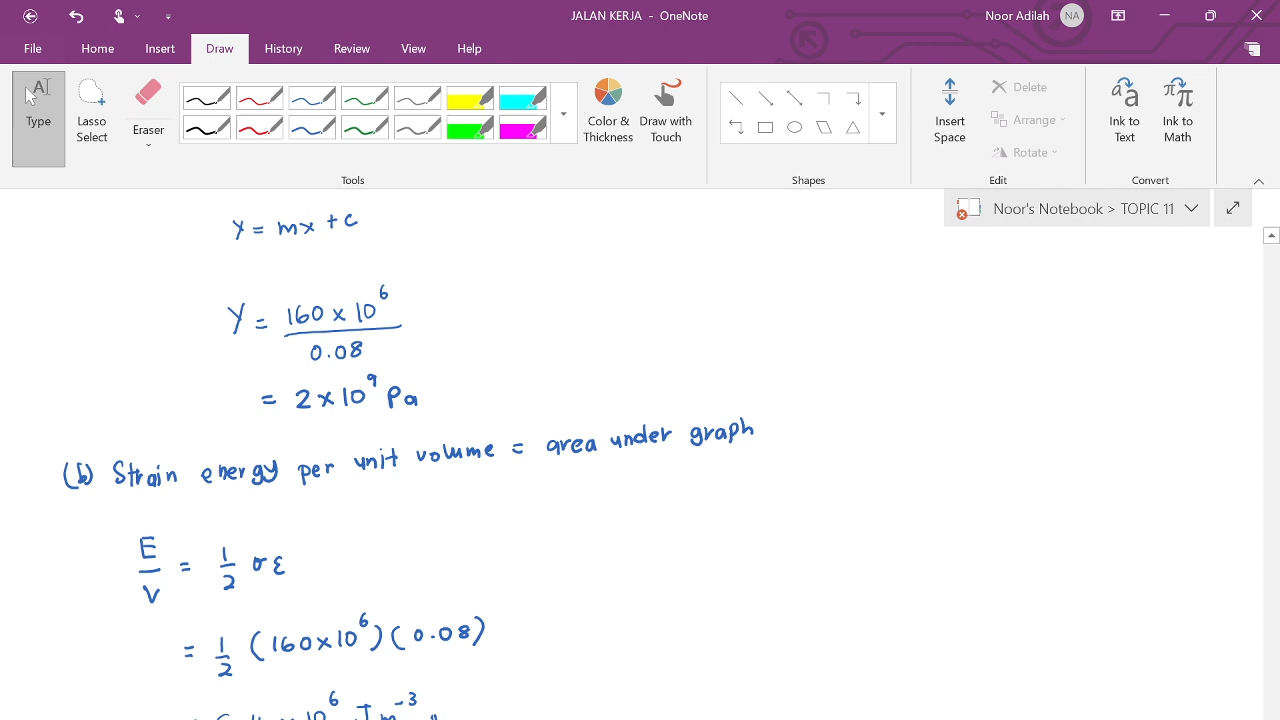 JALAN KERJA - OneNote
Noor Adilah NA
File Home Insert Draw History Review View Help
Type
Lasso Select
Eraser
Color & Thickness
Draw with Touch
Insert Space
Delete
Arrange
Rotate
Ink to Text
Ink to Math
Tools Shapes Edit Convert
Noor's Notebook > TOPIC 11
Y = mx + c
Y = 160 x 10^6 / 0.08
= 2 x 10^9 Pa
(b) Strain energy per unit volume = area under graph
E/V = 1/2 σε
= 1/2 (160x10^6)(0.08)